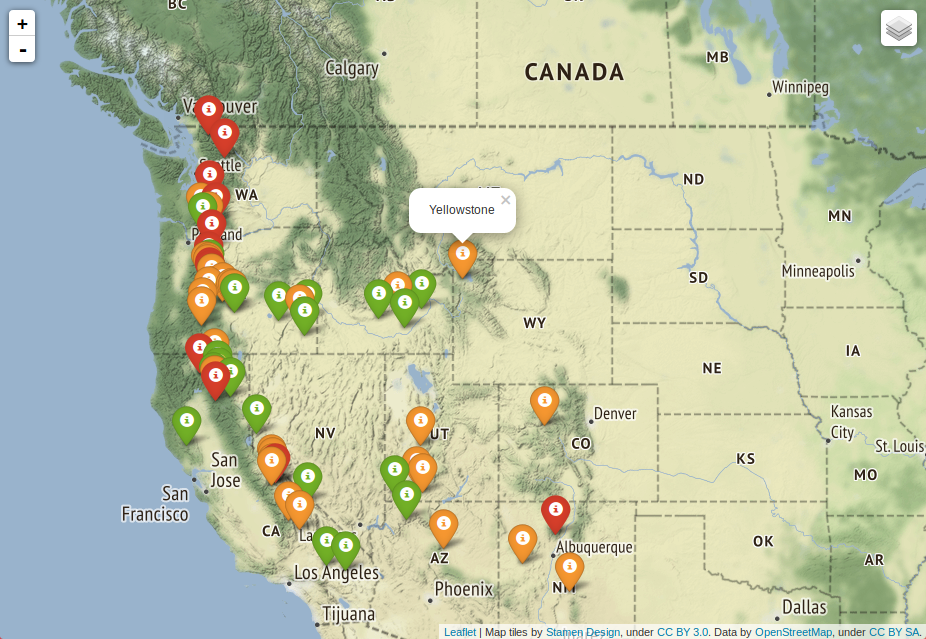 BC
+
-
Calgary
CANADA
MB
Winnipeg
Seattle
WA
ND
MN
Yellowstone
×
Portland
Minneapolis
SD
WY
IA
NE
Denver
Kansas
City
NV
UT
CO
San
Jose
KS
St. Louis
MO
San
Francisco
CA
AZ
Albuquerque
OK
AR
NM
Los Angeles
Phoenix
Dallas
Tijuana
Leaflet | Map tiles by Stamen Design, under CC BY 3.0. Data by OpenStreetMap, under CC BY SA.